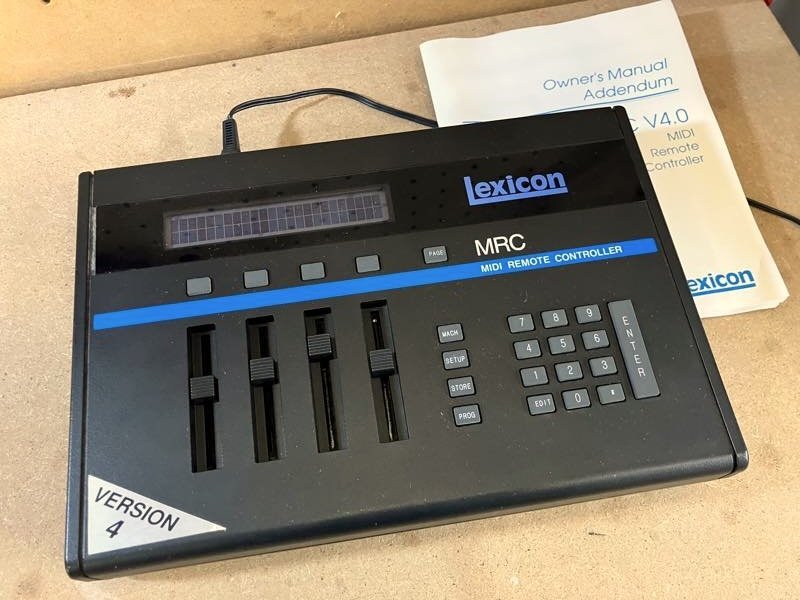 Owner's Manual
Addendum
C V4.0
MIDI
Remote
Controller
exicon
lexicon
MRC
MIDI REMOTE CONTROLLER
PAGE
MACH
SETUP
STORE
PROG
7 8 9
4 5 6
1 2 3
EDIT 0
ENTER
VERSION
4